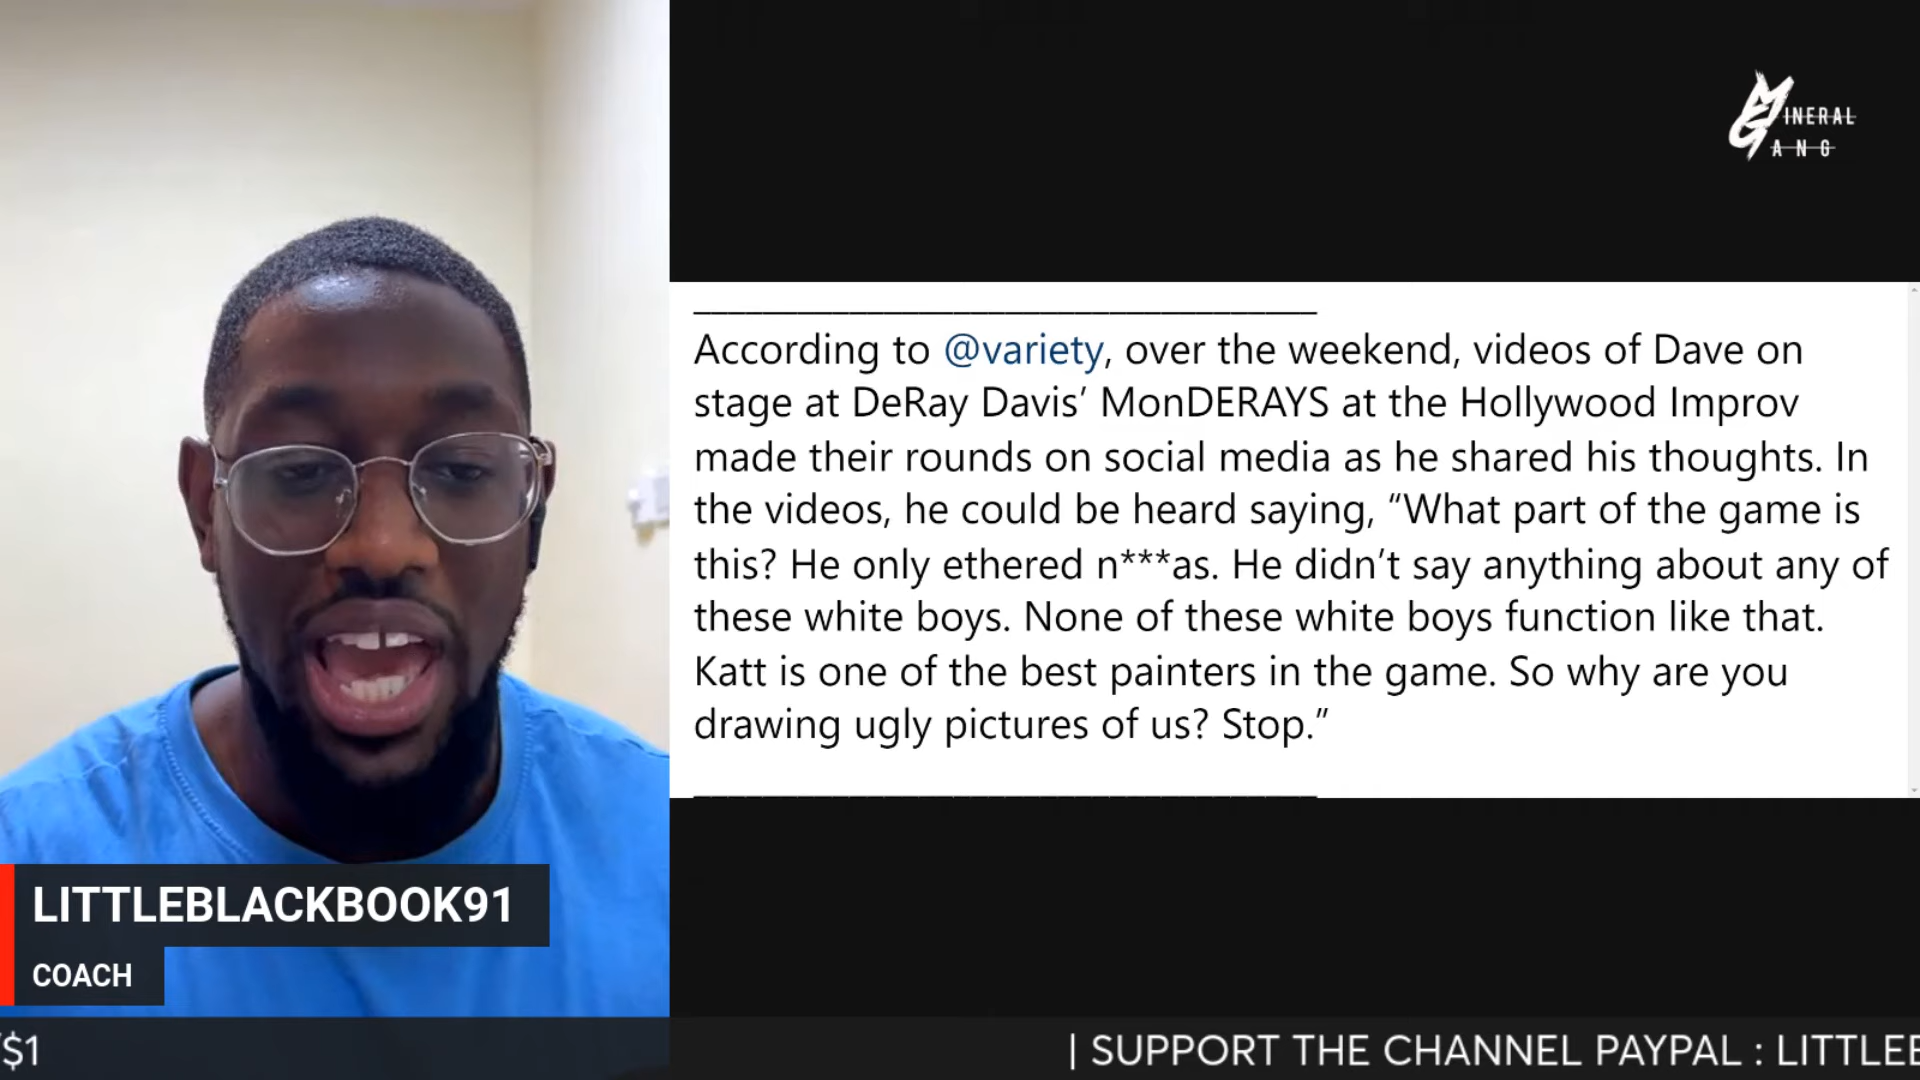 MINERAL
GANG
According to @variety, over the weekend, videos of Dave on
stage at DeRay Davis’ MonDERAYS at the Hollywood Improv
made their rounds on social media as he shared his thoughts. In
the videos, he could be heard saying, “What part of the game is
this? He only ethered n***as. He didn’t say anything about any of
these white boys. None of these white boys function like that.
Katt is one of the best painters in the game. So why are you
drawing ugly pictures of us? Stop.”
LITTLEBLACKBOOK91
COACH
$1 | SUPPORT THE CHANNEL PAYPAL : LITTLEB